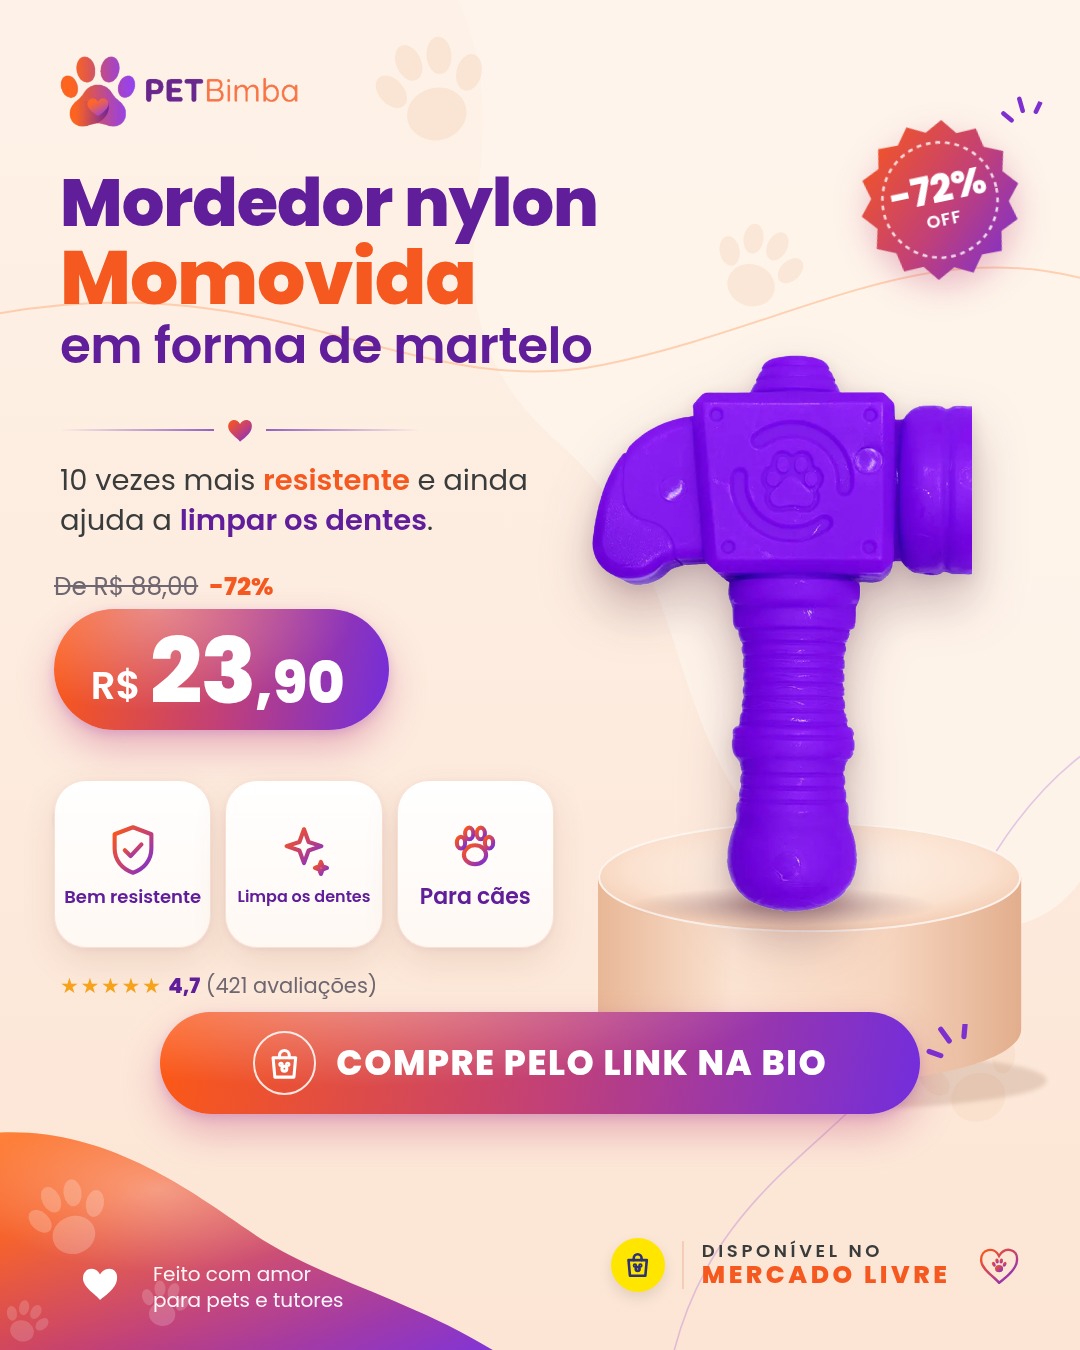 PETBimba
-72%
OFF
Mordedor nylon
Momovida
em forma de martelo
10 vezes mais resistente e ainda
ajuda a limpar os dentes.
De R$ 88,00 -72%
R$ 23,90
Bem resistente
Limpa os dentes
Para cães
★★★★★ 4,7 (421 avaliações)
COMPRE PELO LINK NA BIO
Feito com amor
para pets e tutores
DISPONÍVEL NO
MERCADO LIVRE